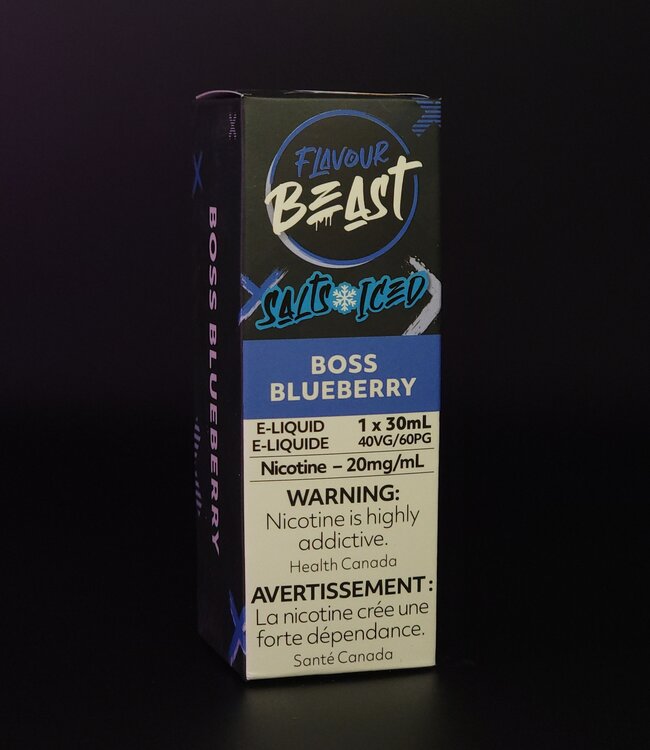 FLAVOUR
BEAST
SALTS ICED
BOSS
BLUEBERRY
E-LIQUID 1 x 30mL
E-LIQUIDE 40VG/60PG
Nicotine – 20mg/mL
WARNING:
Nicotine is highly
addictive.
Health Canada
AVERTISSEMENT:
La nicotine crée une
forte dépendance.
Santé Canada
BOSS BLUEBERRY